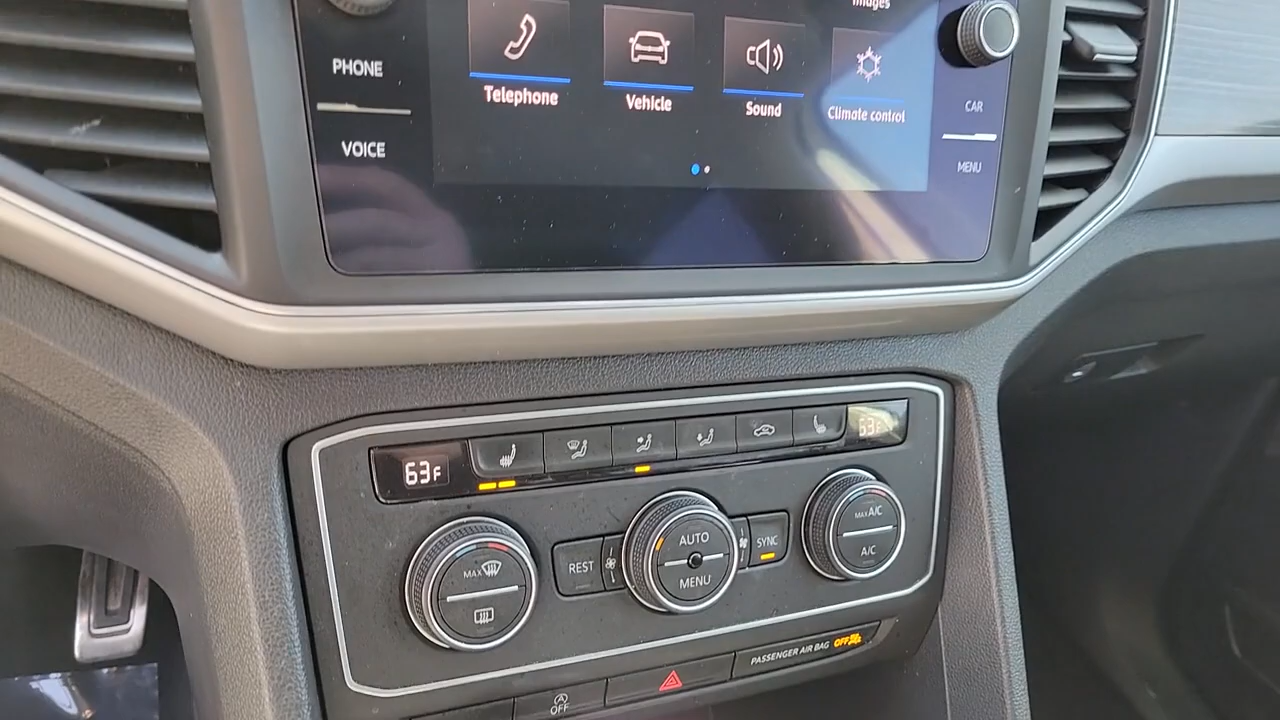 Images
PHONE
Telephone
Vehicle
Sound
Climate control
CAR
VOICE
MENU
63F
63F
MAX
REST
AUTO
MENU
SYNC
MAX A/C
A/C
PASSENGER AIR BAG OFF
OFF